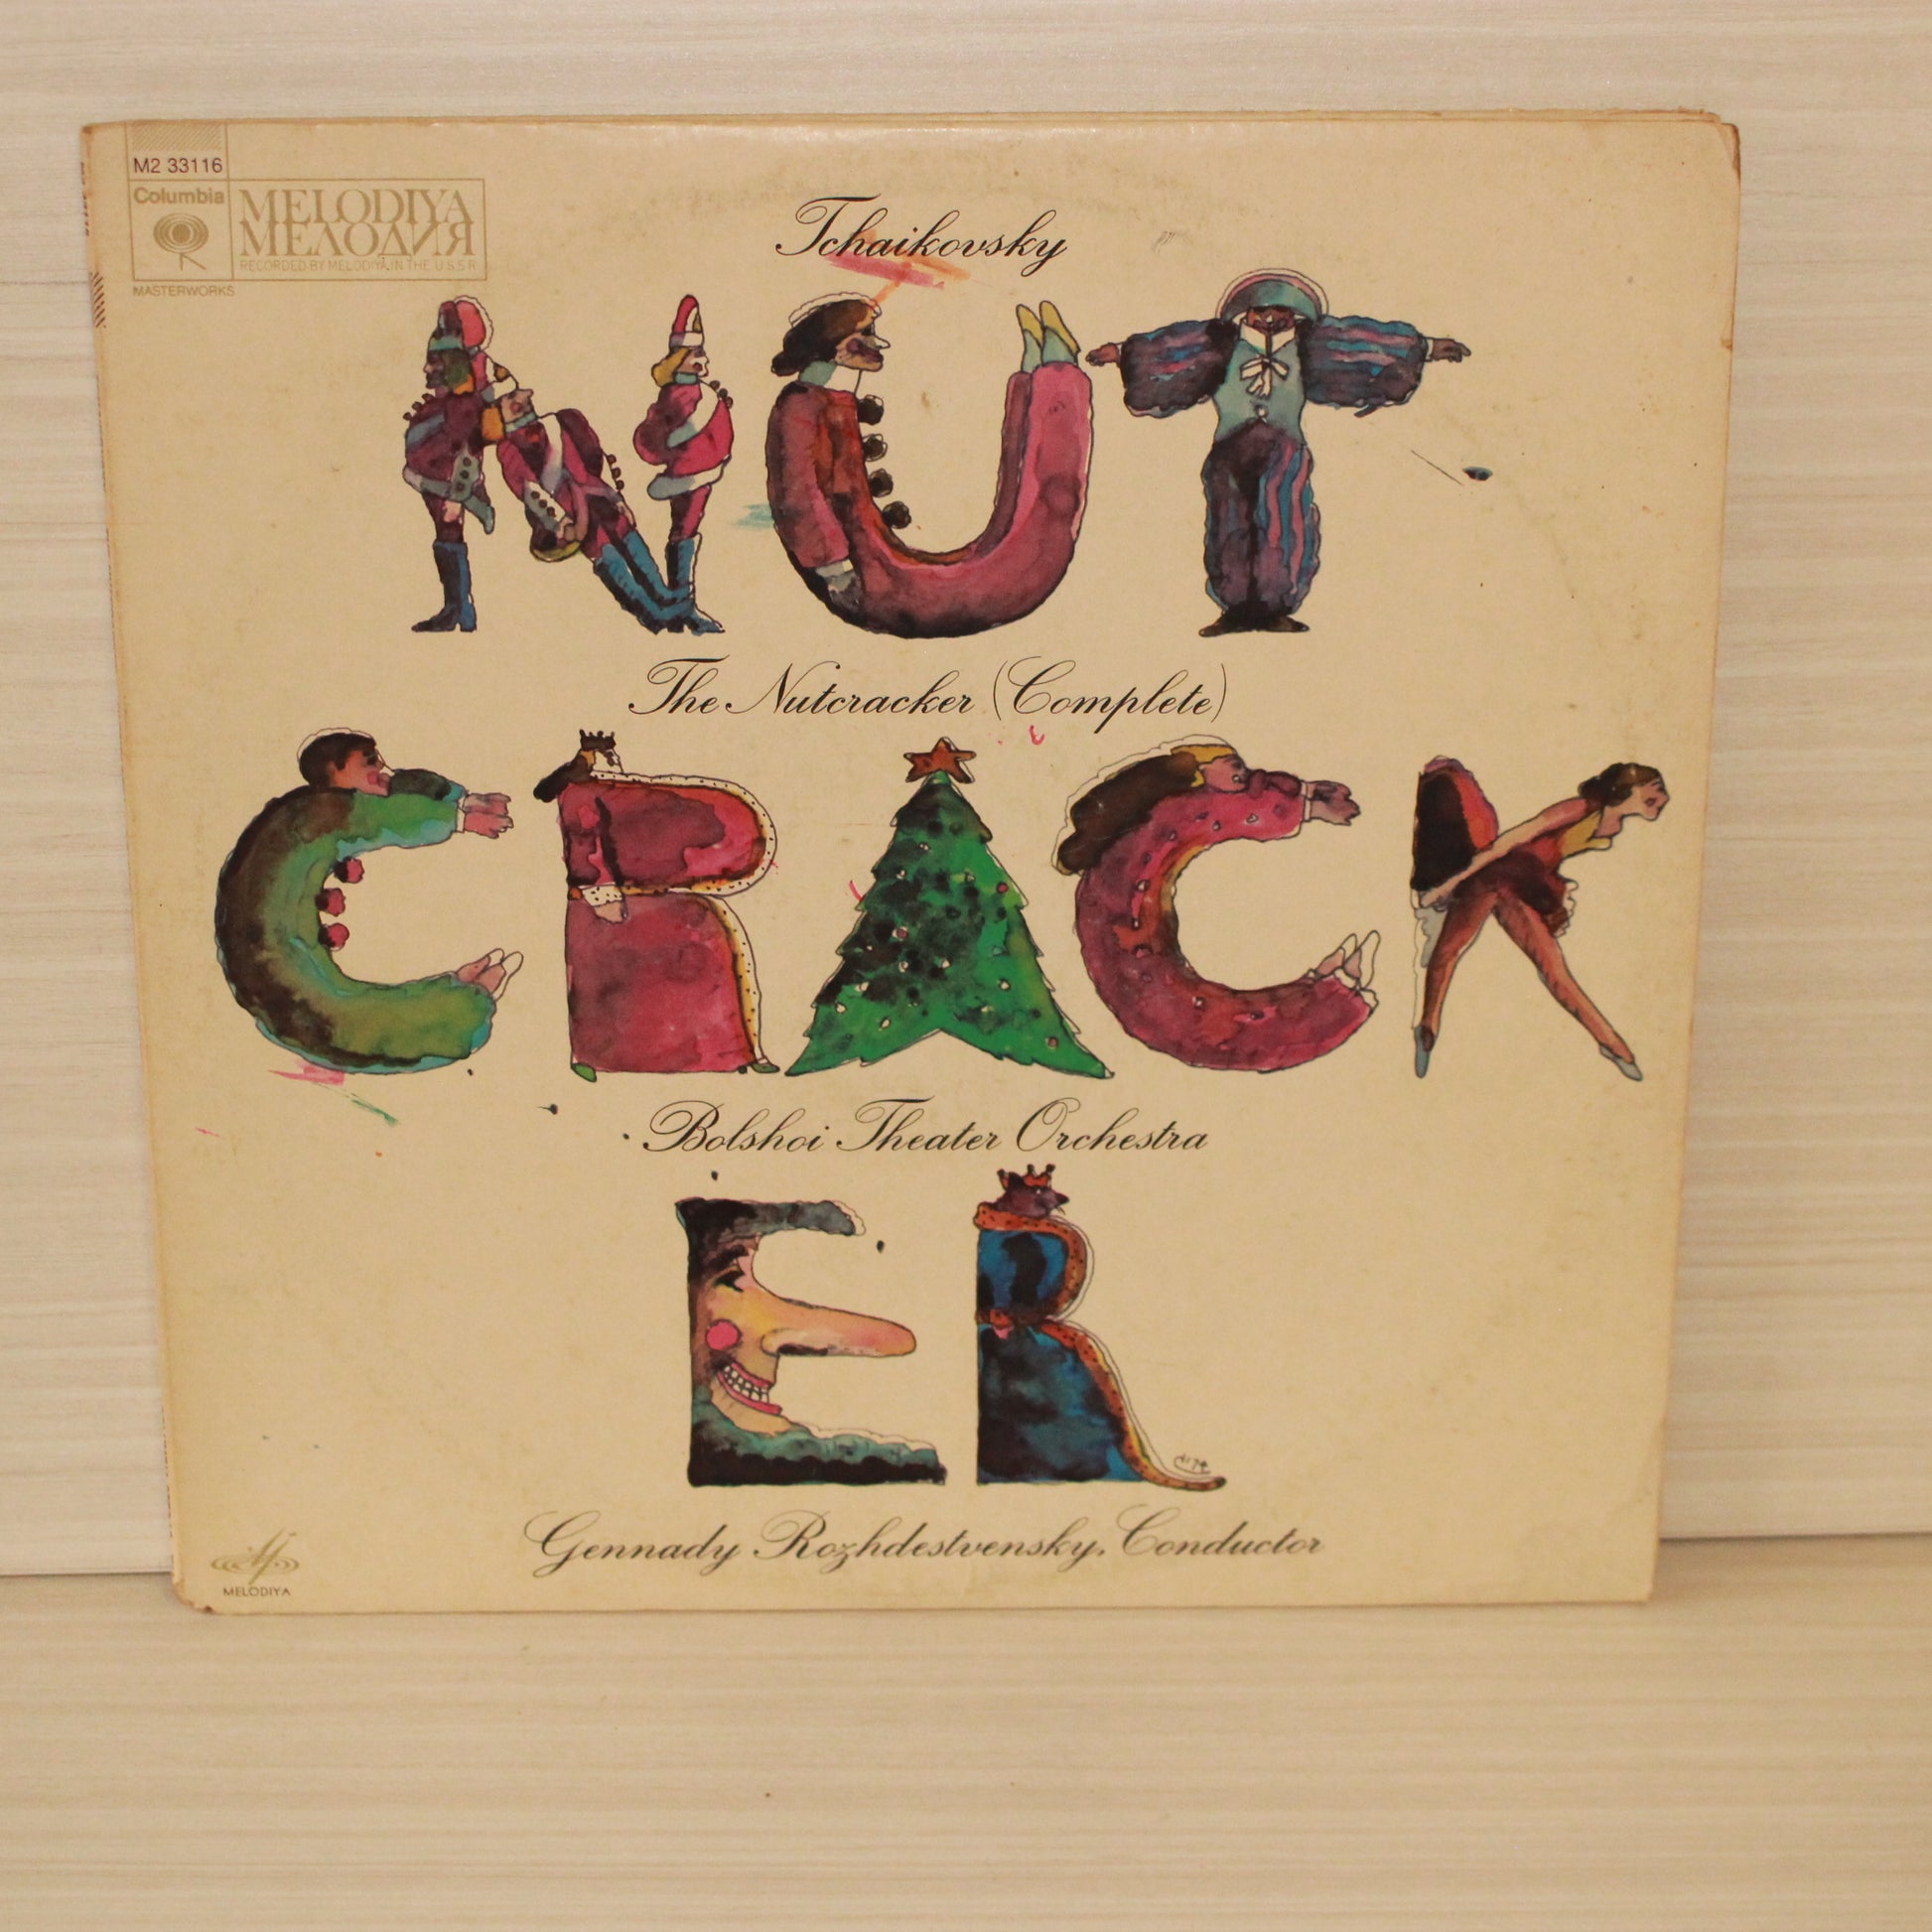 M2 33116
Columbia
MELODIYA
МЕЛОДИЯ
RECORDED BY MELODIYA IN THE U.S.S.R.
MASTERWORKS
Tchaikovsky
NUT
The Nutcracker (Complete)
CRACK
Bolshoi Theater Orchestra
ER
Gennady Rozhdestvensky, Conductor
MELODIYA